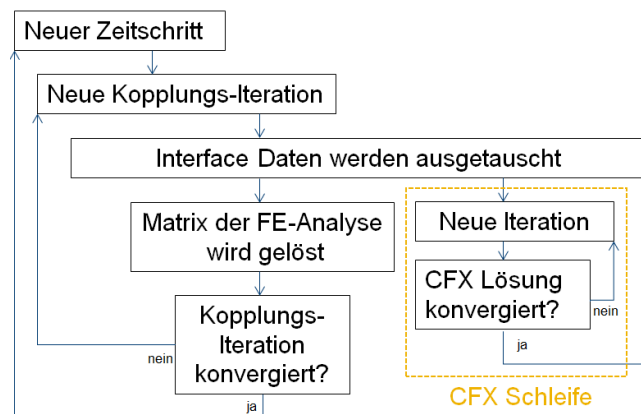 Neuer Zeitschritt
Neue Kopplungs-Iteration
Interface Daten werden ausgetauscht
Matrix der FE-Analyse
wird gelöst
Neue Iteration
CFX Lösung
konvergiert?
nein
Kopplungs-
Iteration
konvergiert?
nein
ja
ja
CFX Schleife